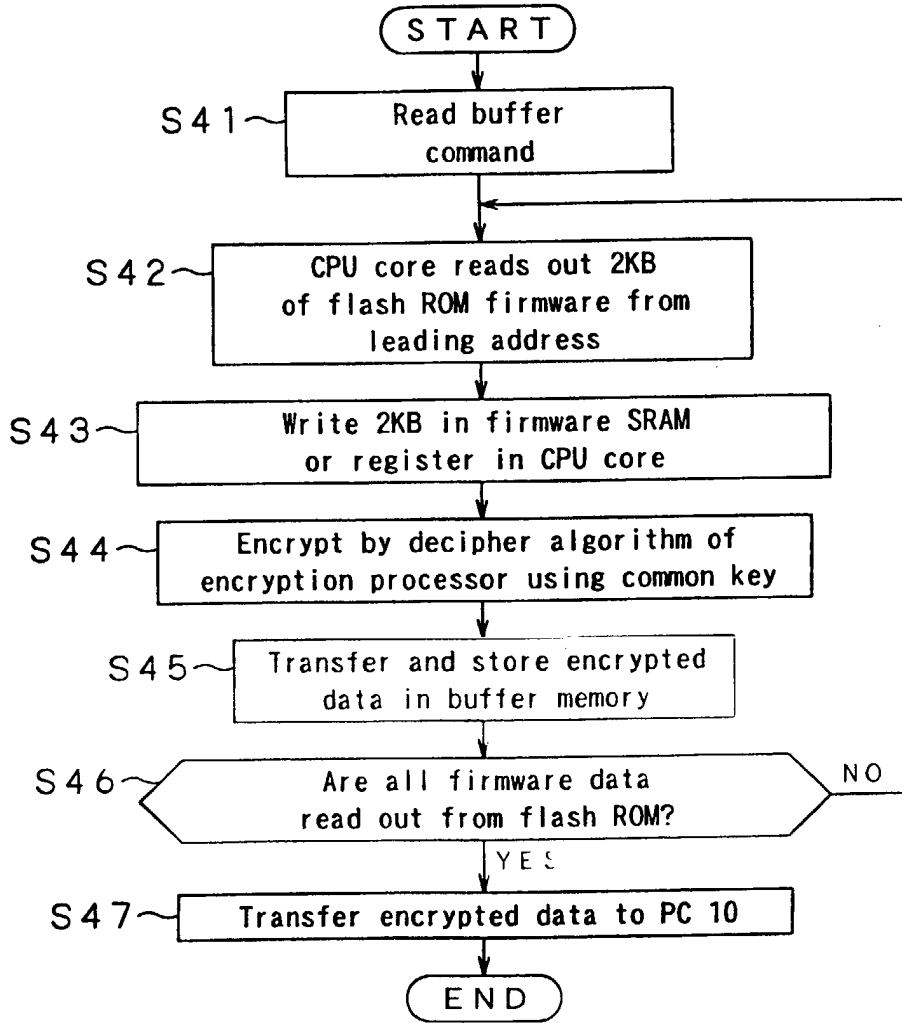 START
S41
Read buffer
command
S42
CPU core reads out 2KB
of flash ROM firmware from
leading address
S43
Write 2KB in firmware SRAM
or register in CPU core
S44
Encrypt by decipher algorithm of
encryption processor using common key
S45
Transfer and store encrypted
data in buffer memory
S46
Are all firmware data
read out from flash ROM?
NO
YES
S47
Transfer encrypted data to PC 10
END